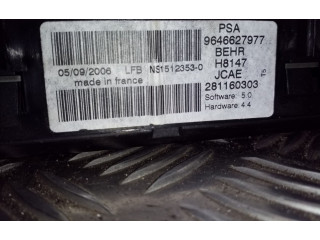 PSA
9646627977
BEHR
H8147
JCAE
281160303
Software: 5.0
Hardware: 4.4
05/09/2006 LFB NS1512353-0
made in france